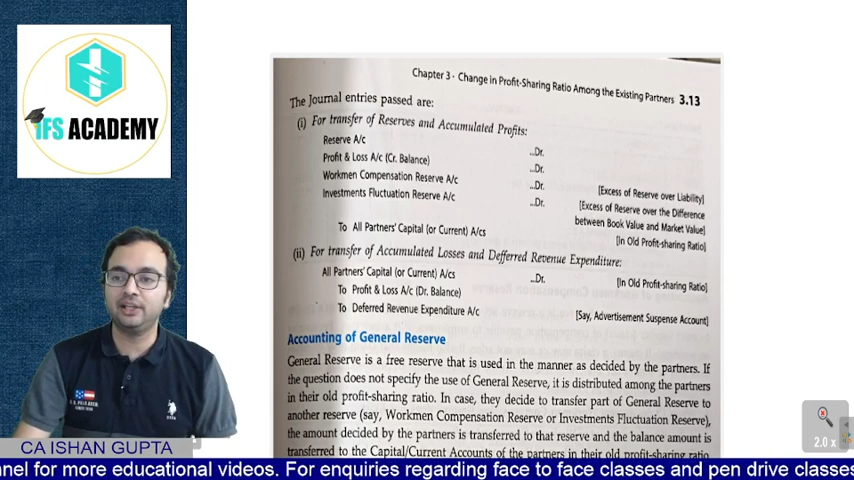 IFS ACADEMY
Chapter 3 · Change in Profit-Sharing Ratio Among the Existing Partners 3.13
The Journal entries passed are:
(i) For transfer of Reserves and Accumulated Profits:
Reserve A/c ...Dr.
Profit & Loss A/c (Cr. Balance) ...Dr.
Workmen Compensation Reserve A/c ...Dr. [Excess of Reserve over Liability]
Investments Fluctuation Reserve A/c ...Dr. [Excess of Reserve over the Difference
between Book Value and Market Value]
To All Partners' Capital (or Current) A/cs [In Old Profit-sharing Ratio]
(ii) For transfer of Accumulated Losses and Defferred Revenue Expenditure:
All Partners' Capital (or Current) A/cs ...Dr. [In Old Profit-sharing Ratio]
To Profit & Loss A/c (Dr. Balance)
To Deferred Revenue Expenditure A/c [Say, Advertisement Suspense Account]
Accounting of General Reserve
General Reserve is a free reserve that is used in the manner as decided by the partners. If
the question does not specify the use of General Reserve, it is distributed among the partners
in their old profit-sharing ratio. In case, they decide to transfer part of General Reserve to
another reserve (say, Workmen Compensation Reserve or Investments Fluctuation Reserve),
the amount decided by the partners is transferred to that reserve and the balance amount is
transferred to the Capital/Current Accounts of the partners in their old profit-sharing ratio
2.0 x
CA ISHAN GUPTA
nnel for more educational videos. For enquiries regarding face to face classes and pen drive classes